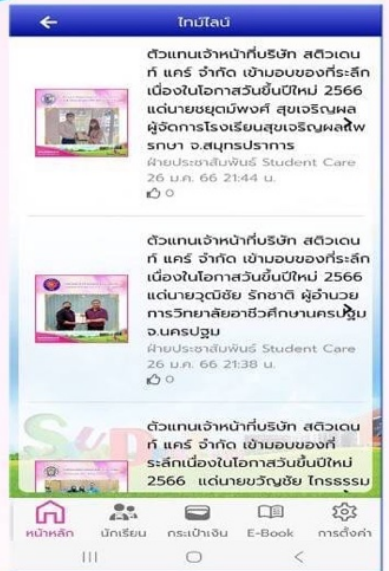 ไทม์ไลน์
ตัวแทนเจ้าหน้าที่บริษัท สติวเดน
ท์ แคร์ จำกัด เข้ามอบของที่ระลึก
เนื่องในโอกาสวันขึ้นปีใหม่ 2566
แด่นายชยุตม์พงศ์ สุขเจริญผล
ผู้จัดการโรงเรียนสุขเจริญผลไพ
รกษา จ.สมุทรปราการ
ฝ่ายประชาสัมพันธ์ Student Care
26 ม.ค. 66 21:44 น.
0
ตัวแทนเจ้าหน้าที่บริษัท สติวเดน
ท์ แคร์ จำกัด เข้ามอบของที่ระลึก
เนื่องในโอกาสวันขึ้นปีใหม่ 2566
แด่นายวุฒิชัย รักชาติ ผู้อำนวย
การวิทยาลัยอาชีวศึกษานครปฐม
จ.นครปฐม
ฝ่ายประชาสัมพันธ์ Student Care
26 ม.ค. 66 21:38 น.
0
ตัวแทนเจ้าหน้าที่บริษัท สติวเดน
ท์ แคร์ จำกัด เข้ามอบของที่
ระลึกเนื่องในโอกาสวันขึ้นปีใหม่
2566 แด่นายขวัญชัย ไกรธรรม
หน้าหลัก นักเรียน กระเป๋าเงิน E-Book การตั้งค่า